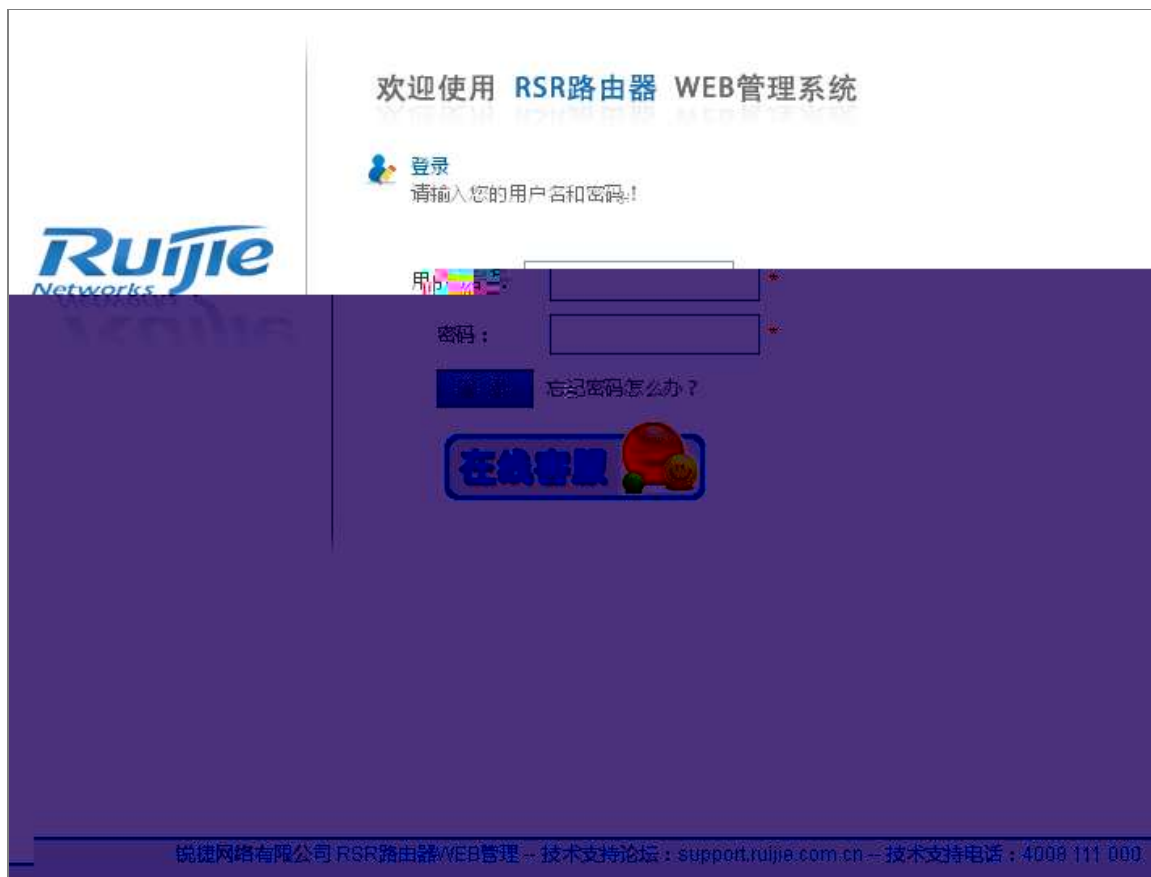 欢迎使用 RSR路由器 WEB管理系统
登录
请输入您的用户名和密码！
Ruijie
Networks
密码：
*
忘记密码怎么办？
在线客服
锐捷网络有限公司 RSR路由器WEB管理 -- 技术支持论坛：support.ruijie.com.cn -- 技术支持电话：4008 111 000